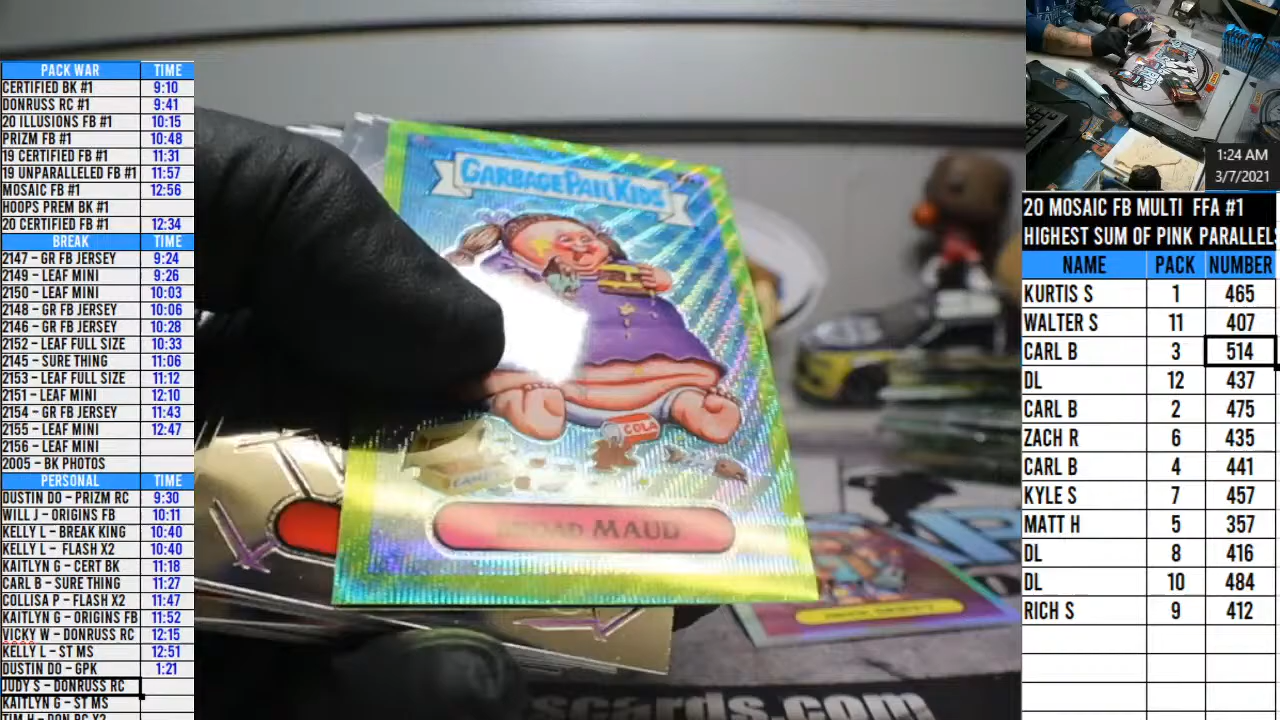 PACK WAR TIME
CERTIFIED BK #1 9:10
DONRUSS RC #1 9:41
20 ILLUSIONS FB #1 10:15
PRIZM FB #1 10:48
19 CERTIFIED FB #1 11:31
19 UNPARALLELED FB #1 11:57
MOSAIC FB #1 12:56
HOOPS PREM BK #1
20 CERTIFIED FB #1 12:34
BREAK TIME
2147 – GR FB JERSEY 9:24
2149 – LEAF MINI 9:26
2150 – LEAF MINI 10:03
2148 – GR FB JERSEY 10:06
2146 – GR FB JERSEY 10:28
2152 – LEAF FULL SIZE 10:33
2145 – SURE THING 11:06
2153 – LEAF FULL SIZE 11:12
2151 – LEAF MINI 12:10
2154 – GR FB JERSEY 11:43
2155 – LEAF MINI 12:47
2156 – LEAF MINI
2005 – BK PHOTOS
PERSONAL TIME
DUSTIN DO – PRIZM RC 9:30
WILL J – ORIGINS FB 10:11
KELLY L – BREAK KING 10:40
KELLY L – FLASH X2 10:40
KAITLYN G – CERT BK 11:18
CARL B – SURE THING 11:27
COLLISA P – FLASH X2 11:47
KAITLYN G – ORIGINS FB 11:52
VICKY W – DONRUSS RC 12:15
KELLY L – ST MS 12:51
DUSTIN DO – GPK 1:21
JUDY S – DONRUSS RC
KAITLYN G – ST MS
TIM H – DON RC X2
GARBAGE PAIL KIDS
COLA
MAUD
scards.com
1:24 AM
3/7/2021
20 MOSAIC FB MULTI FFA #1
HIGHEST SUM OF PINK PARALLELS
NAME PACK NUMBER
KURTIS S 1 465
WALTER S 11 407
CARL B 3 514
DL 12 437
CARL B 2 475
ZACH R 6 435
CARL B 4 441
KYLE S 7 457
MATT H 5 357
DL 8 416
DL 10 484
RICH S 9 412